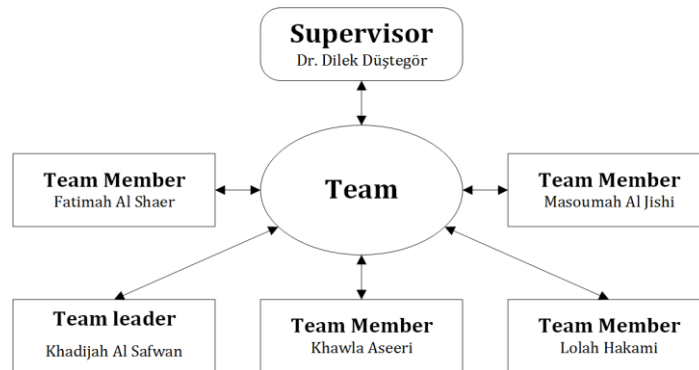 Supervisor
Dr. Dilek Düştegör
Team Member
Fatimah Al Shaer
Team
Team Member
Masoumah Al Jishi
Team leader
Khadijah Al Safwan
Team Member
Khawla Aseeri
Team Member
Lolah Hakami